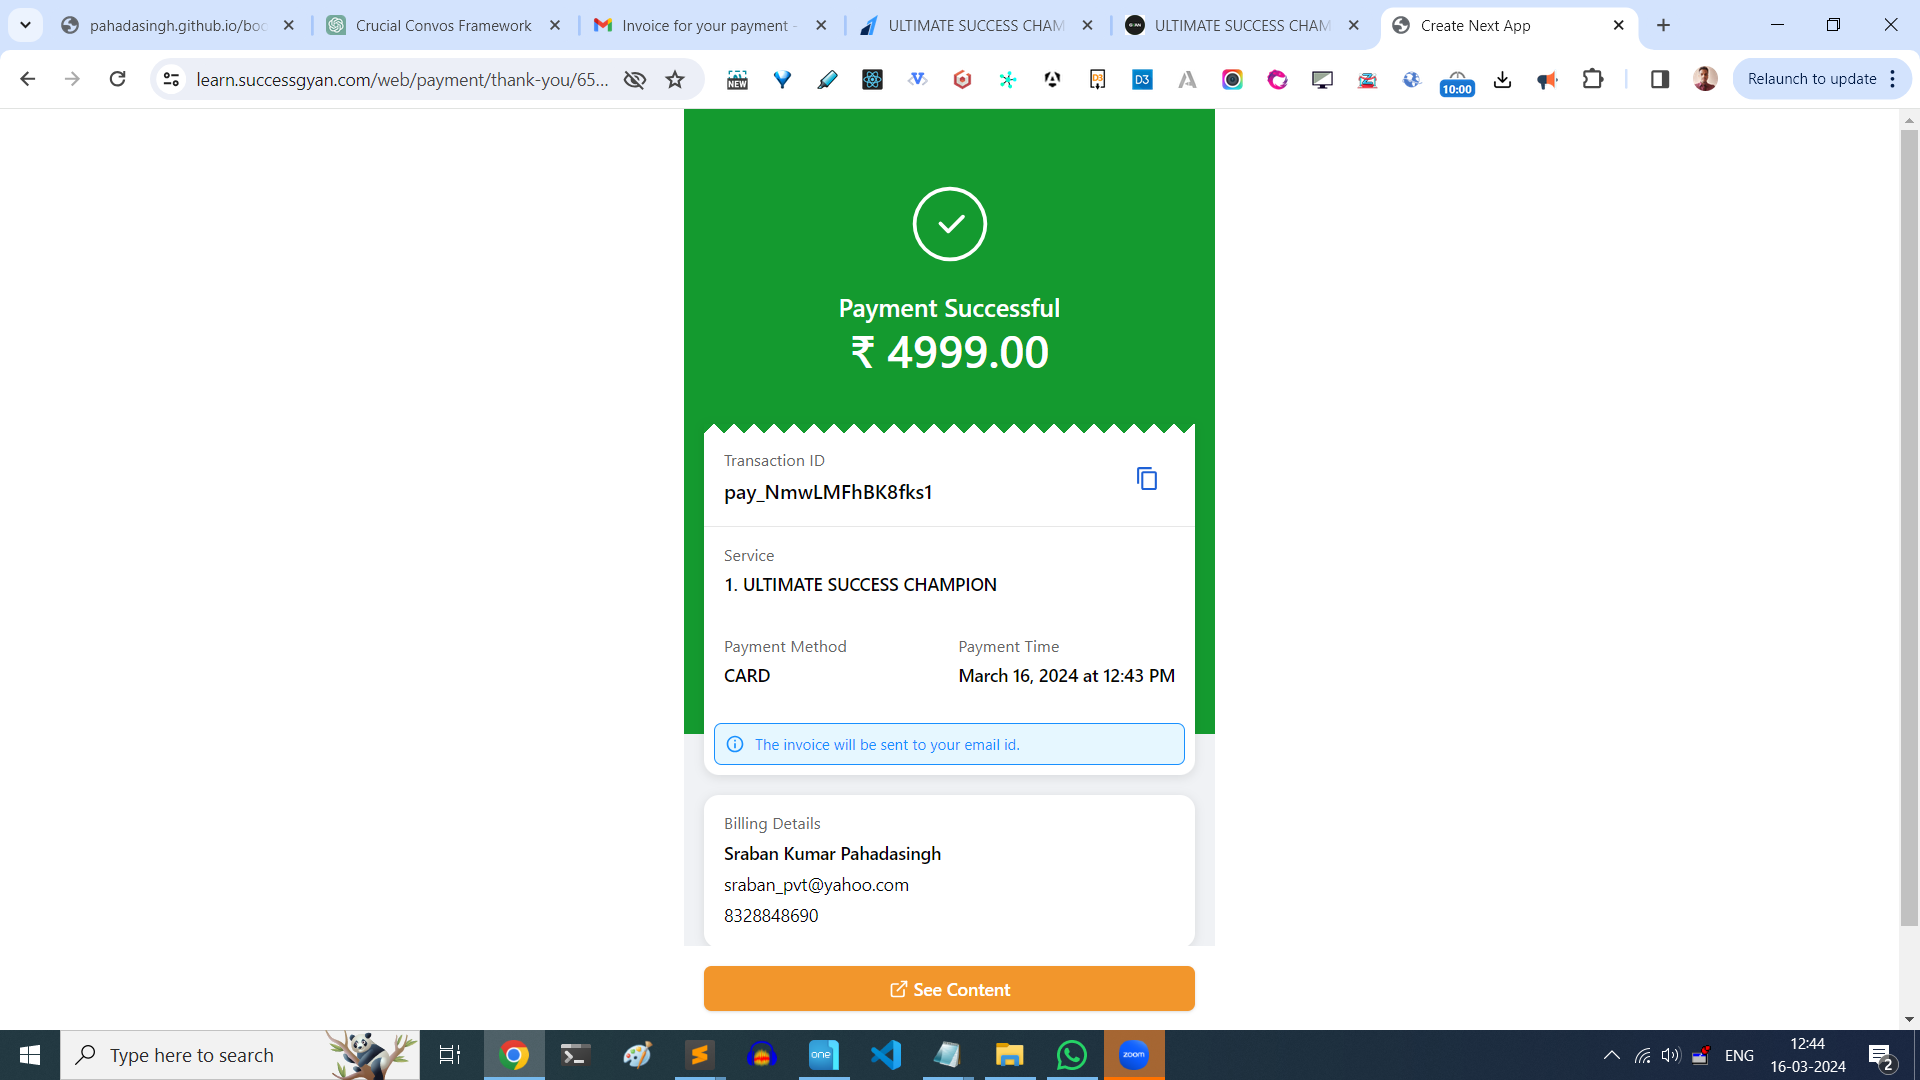 pahadasingh.github.io/boo
Crucial Convos Framework
Invoice for your payment -
ULTIMATE SUCCESS CHAM
ULTIMATE SUCCESS CHAM
Create Next App
learn.successgyan.com/web/payment/thank-you/65...
NEW
D3
D3
10:00
Relaunch to update
Payment Successful
₹ 4999.00
Transaction ID
pay_NmwLMFhBK8fks1
Service
1. ULTIMATE SUCCESS CHAMPION
Payment Method
Payment Time
CARD
March 16, 2024 at 12:43 PM
The invoice will be sent to your email id.
Billing Details
Sraban Kumar Pahadasingh
sraban_pvt@yahoo.com
8328848690
See Content
Type here to search
one
zoom
ENG
12:44
16-03-2024
2